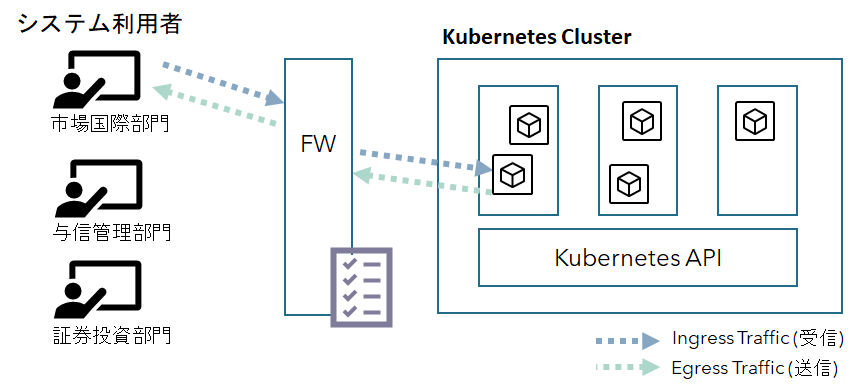 システム利用者
市場国際部門
与信管理部門
証券投資部門
FW
Kubernetes Cluster
Kubernetes API
Ingress Traffic (受信)
Egress Traffic (送信)